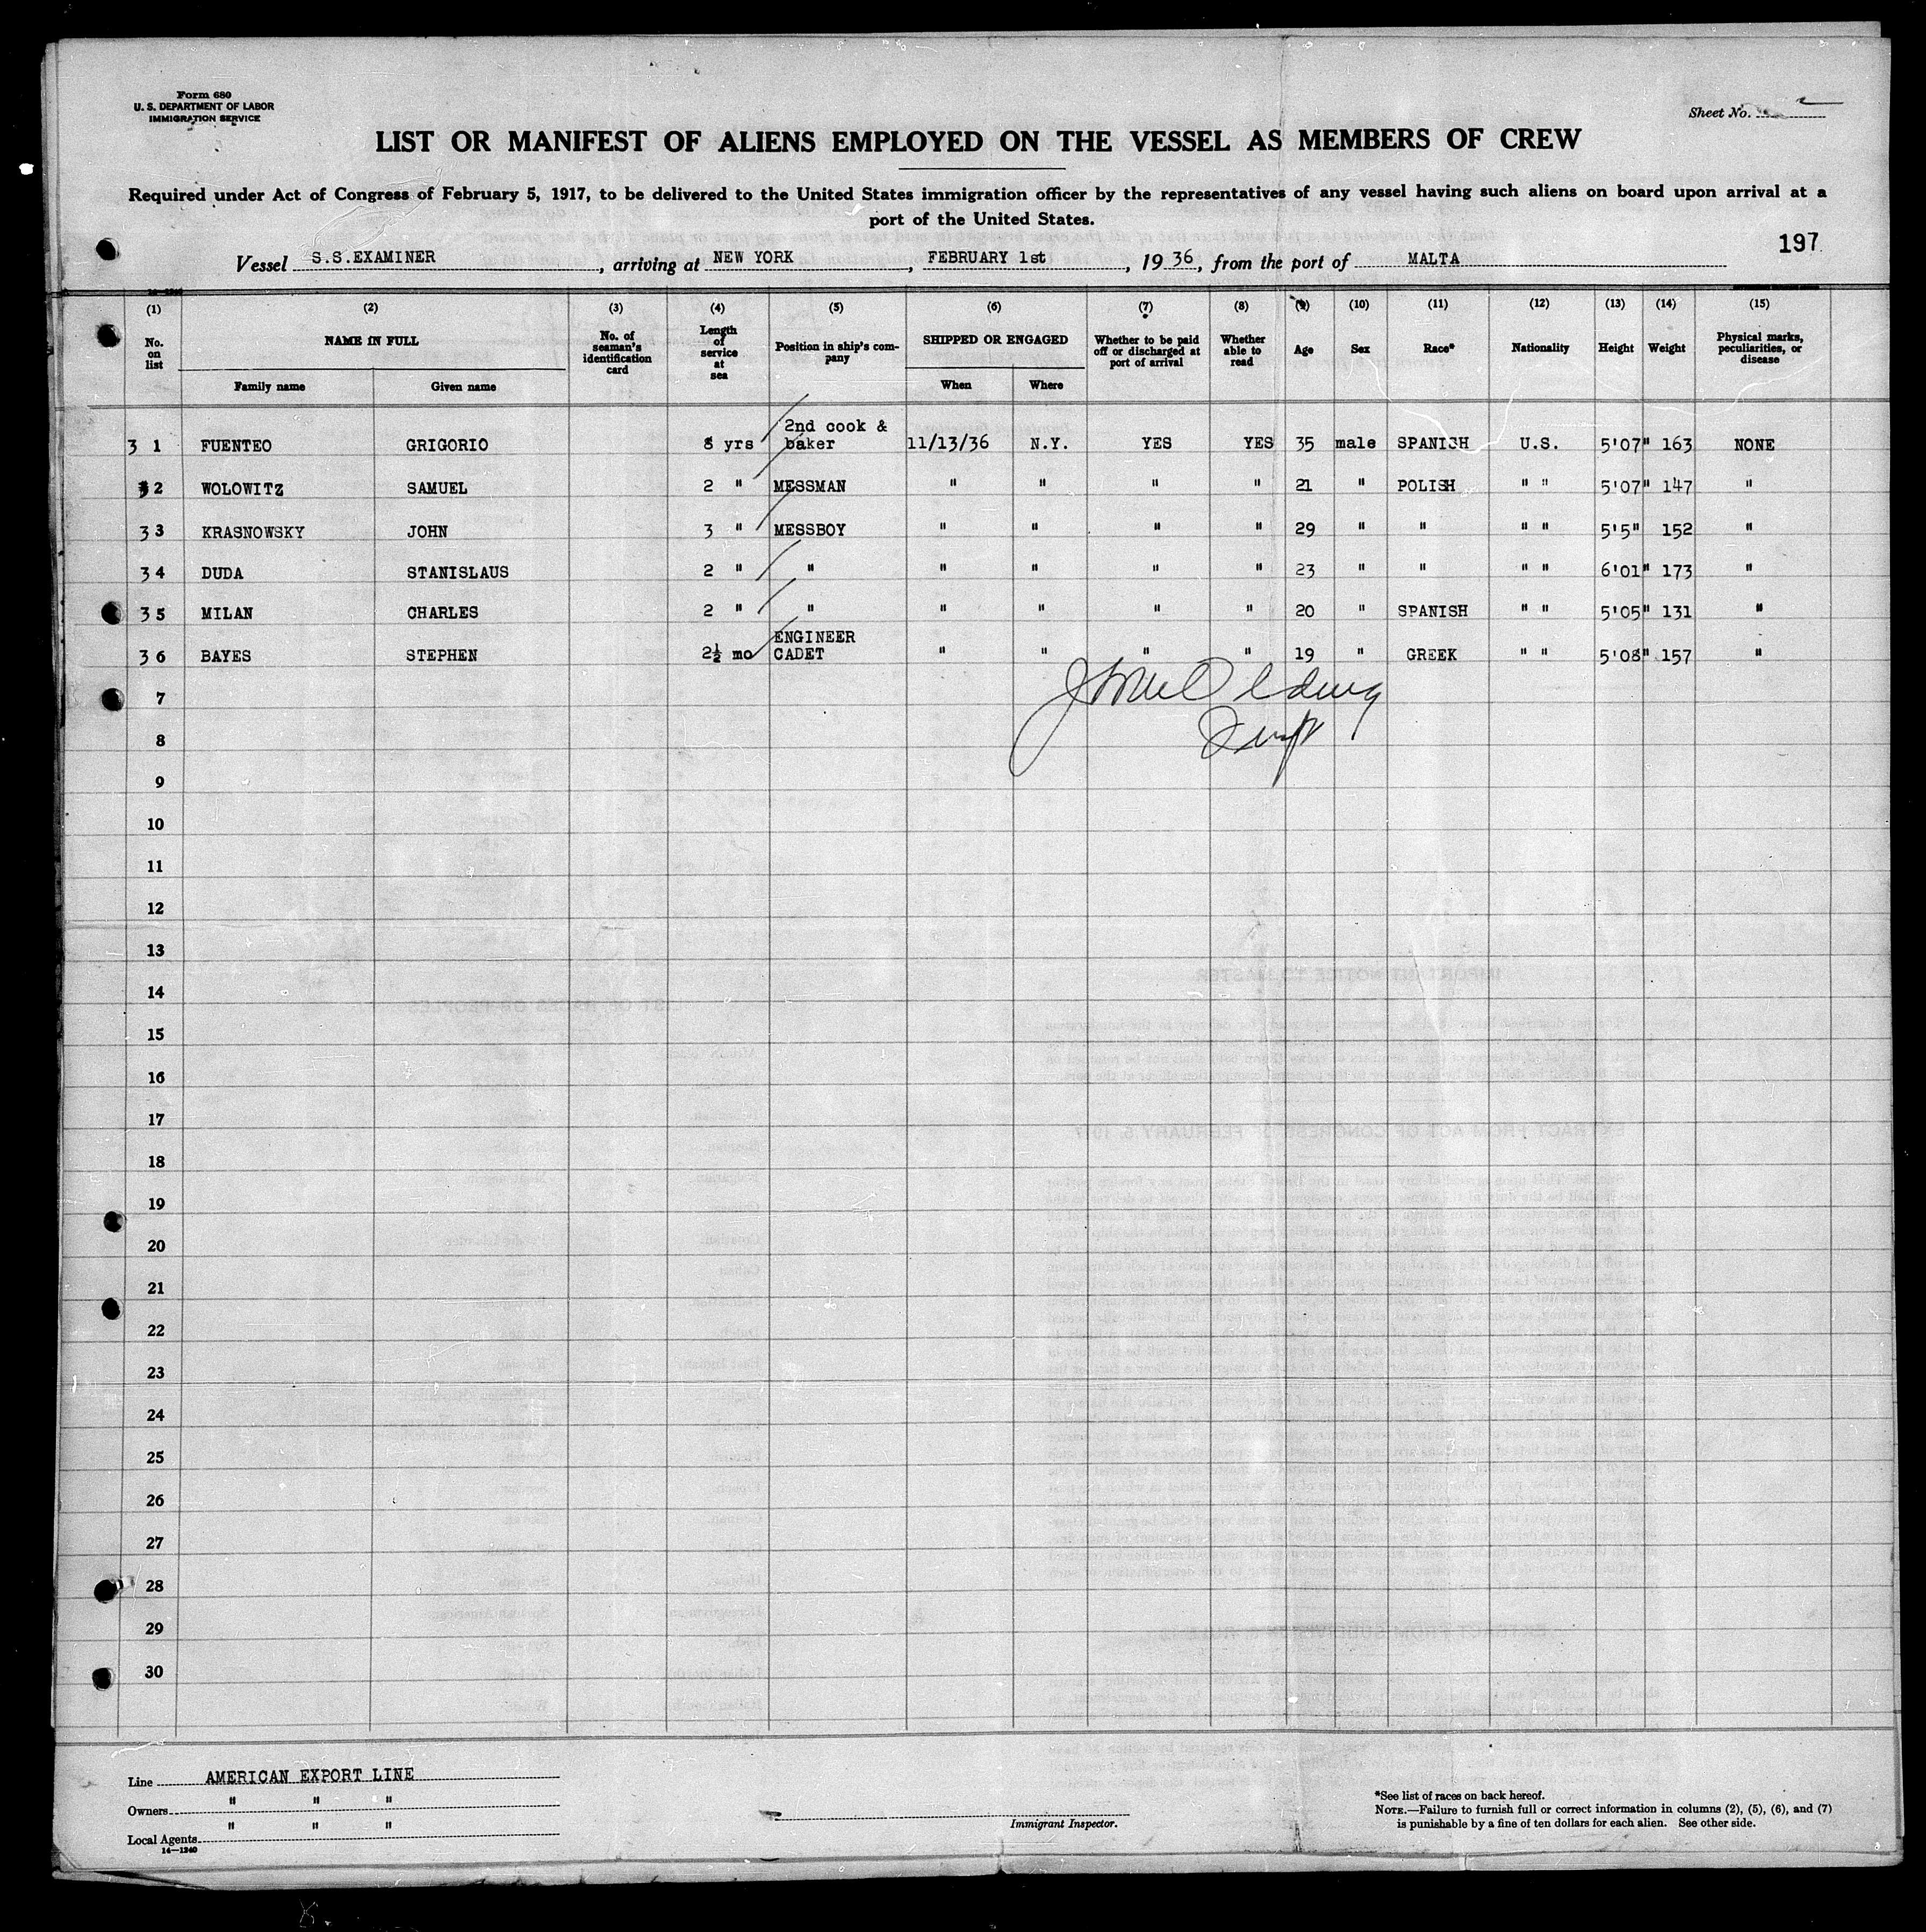 Form 680
U. S. DEPARTMENT OF LABOR
IMMIGRATION SERVICE
Sheet No.
LIST OR MANIFEST OF ALIENS EMPLOYED ON THE VESSEL AS MEMBERS OF CREW
Required under Act of Congress of February 5, 1917, to be delivered to the United States immigration officer by the representatives of any vessel having such aliens on board upon arrival at a
port of the United States.
197
Vessel S.S.EXAMINER, arriving at NEW YORK, FEBRUARY 1st, 1936, from the port of MALTA
(1) (2) (3) (4) (5) (6) (7) (8) (9) (10) (11) (12) (13) (14) (15)
No. on list NAME IN FULL No. of seaman's identification card Length of service at sea Position in ship's company SHIPPED OR ENGAGED Whether to be paid off or discharged at port of arrival Whether able to read Age Sex Race* Nationality Height Weight Physical marks, peculiarities, or disease
Family name Given name When Where
3 1 FUENTEO GRIGORIO 8 yrs 2nd cook & baker 11/13/36 N.Y. YES YES 35 male SPANISH U.S. 5'07" 163 NONE
32 WOLOWITZ SAMUEL 2 " MESSMAN " " " " 21 " POLISH " " 5'07" 147 "
3 3 KRASNOWSKY JOHN 3 " MESSBOY " " " " 29 " " " " 5'5" 152 "
3 4 DUDA STANISLAUS 2 " " " " " " 23 " " " " 6'01" 173 "
3 5 MILAN CHARLES 2 " " " " " " 20 " SPANISH " " 5'05" 131 "
3 6 BAYES STEPHEN 2½ mo ENGINEER CADET " " " " 19 " GREEK " " 5'08" 157 "
7
8
9
10
11
12
13
14
15
16
17
18
19
20
21
22
23
24
25
26
27
28
29
30
Line AMERICAN EXPORT LINE
Owners " " "
Local Agents " " "
14—1240
Immigrant Inspector.
*See list of races on back hereof.
NOTE.—Failure to furnish full or correct information in columns (2), (5), (6), and (7)
is punishable by a fine of ten dollars for each alien. See other side.